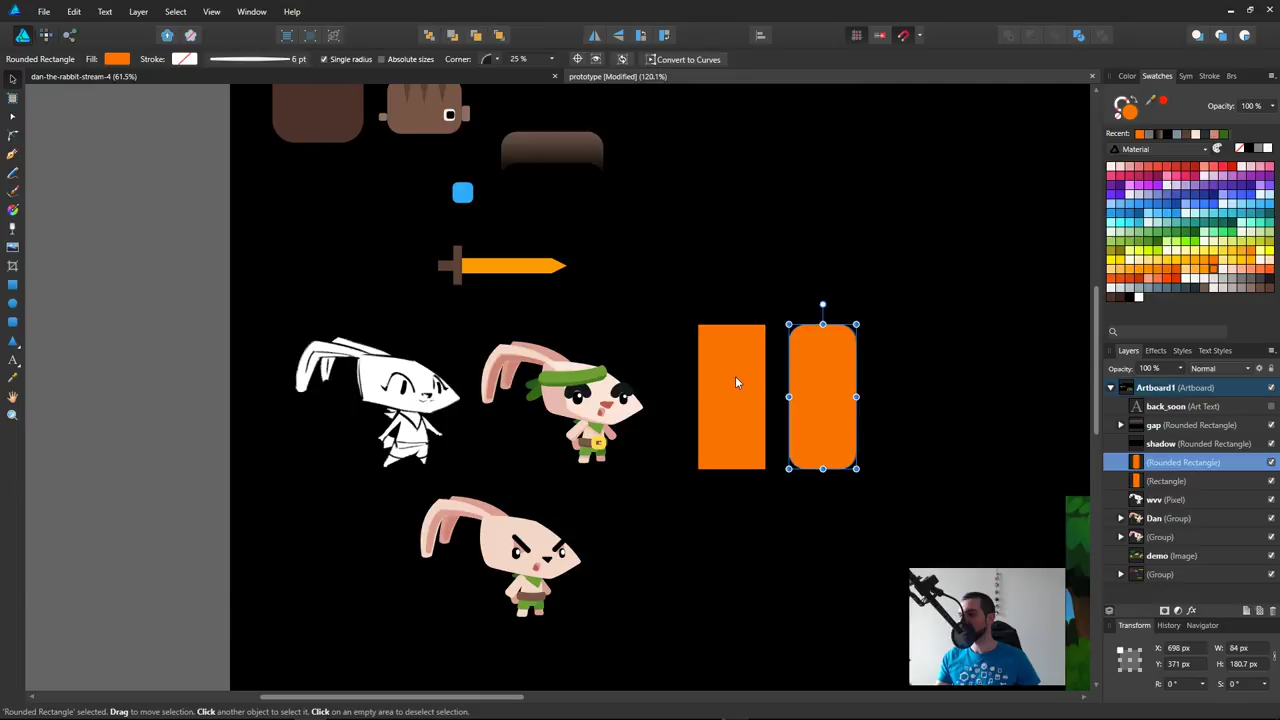 File Edit Text Layer Select View Window Help
Rounded Rectangle Fill: Stroke: 6 pt Single radius Absolute sizes Corner: 25 % Convert to Curves
dan-the-rabbit-stream-4 (61.5%) prototype [Modified] (120.1%)
Color Swatches Sym Stroke Brs
Opacity: 100 %
Recent:
Material
Layers Effects Styles Text Styles
Opacity: 100 % Normal
Artboard1 (Artboard)
A back_soon (Art Text)
gap (Rounded Rectangle)
shadow (Rounded Rectangle)
(Rounded Rectangle)
(Rectangle)
wvv (Pixel)
Dan (Group)
(Group)
demo (Image)
(Group)
fx
Transform History Navigator
X: 698 px W: 84 px
Y: 371 px H: 180.7 px
R: 0 ° S: 0 °
'Rounded Rectangle' selected. Drag to move selection. Click another object to select it. Click on an empty area to deselect selection.